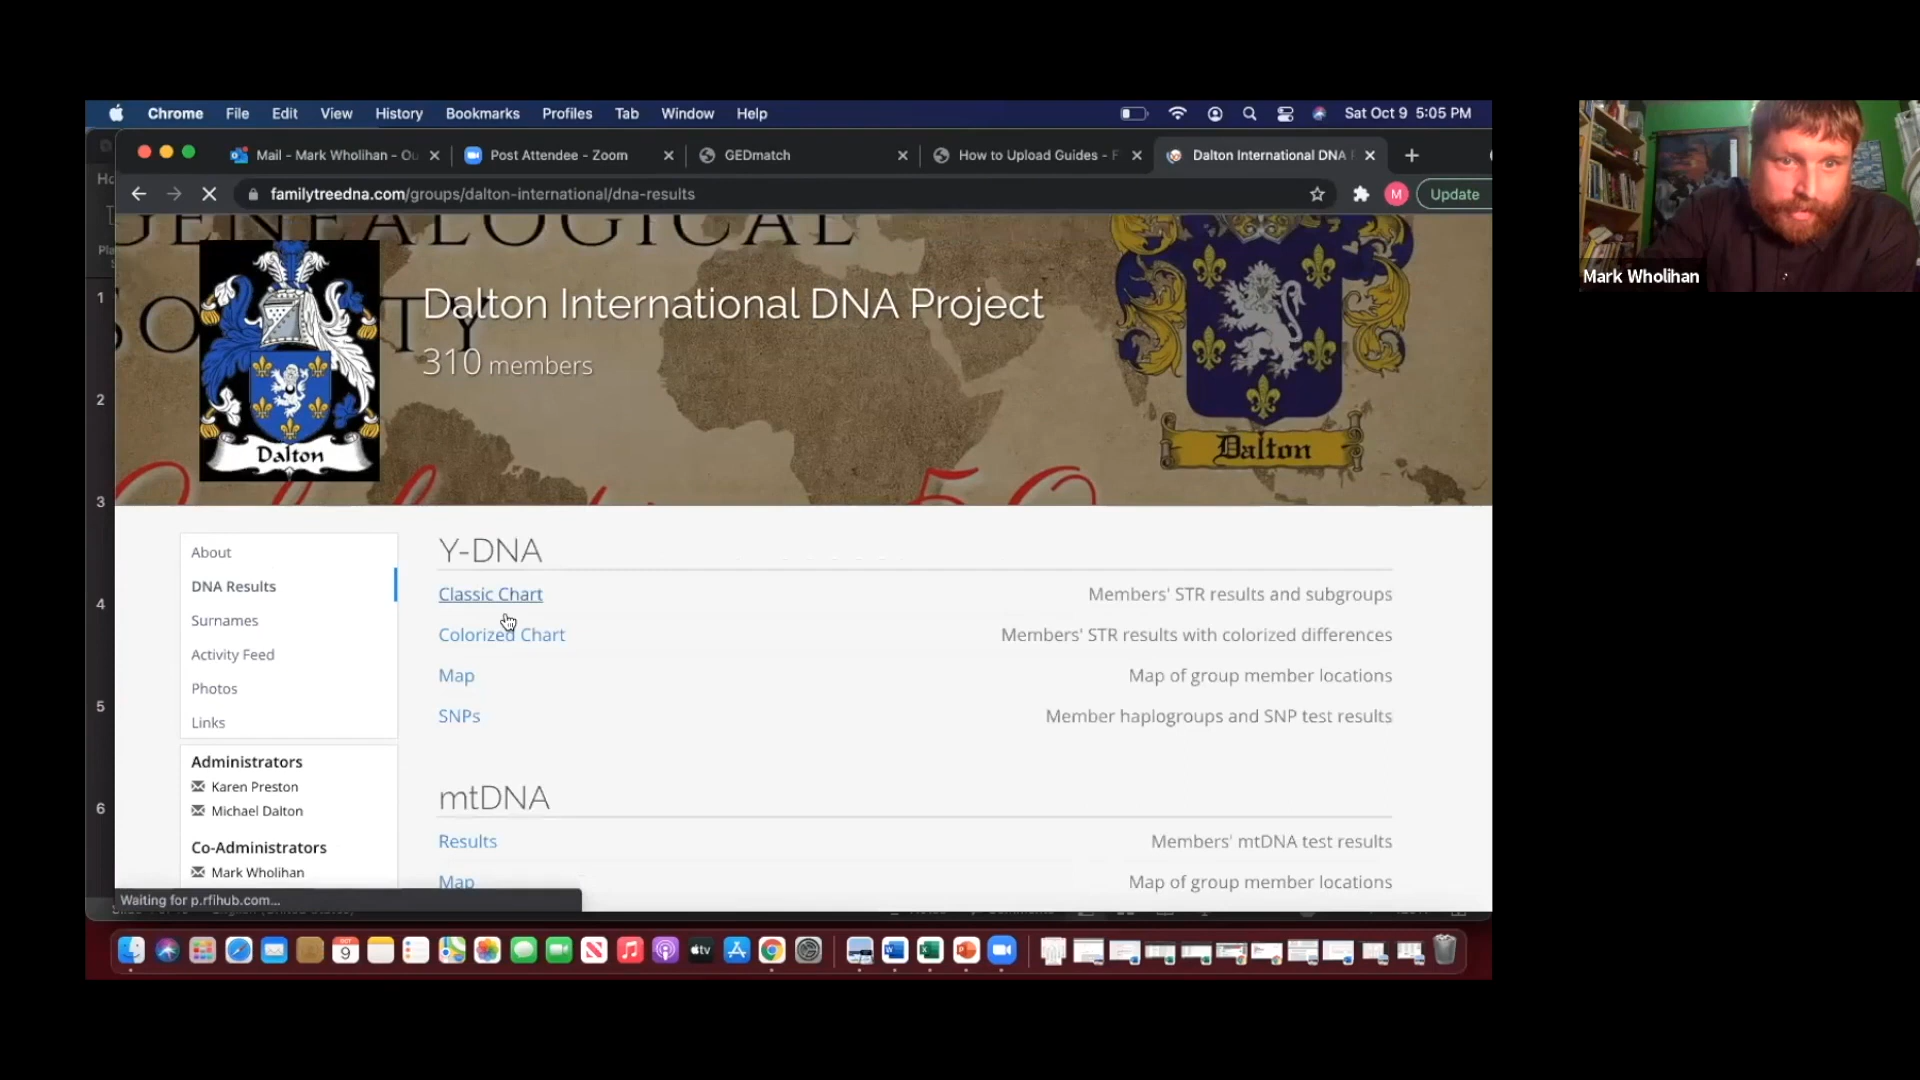 Chrome File Edit View History Bookmarks Profiles Tab Window Help Sat Oct 9 5:05 PM
Mail - Mark Wholihan - Ou Post Attendee - Zoom GEDmatch How to Upload Guides - F Dalton International DNA
familytreedna.com/groups/dalton-international/dna-results M Update
GENEALOGICAL
SOCIETY
Dalton International DNA Project
310 members
Dalton
Dalton
1
2
3
4
5
6
About
DNA Results
Surnames
Activity Feed
Photos
Links
Administrators
Karen Preston
Michael Dalton
Co-Administrators
Mark Wholihan
Y-DNA
Classic Chart Members' STR results and subgroups
Colorized Chart Members' STR results with colorized differences
Map Map of group member locations
SNPs Member haplogroups and SNP test results
mtDNA
Results Members' mtDNA test results
Map Map of group member locations
Waiting for p.rfihub.com...
OCT
9
tv
Mark Wholihan